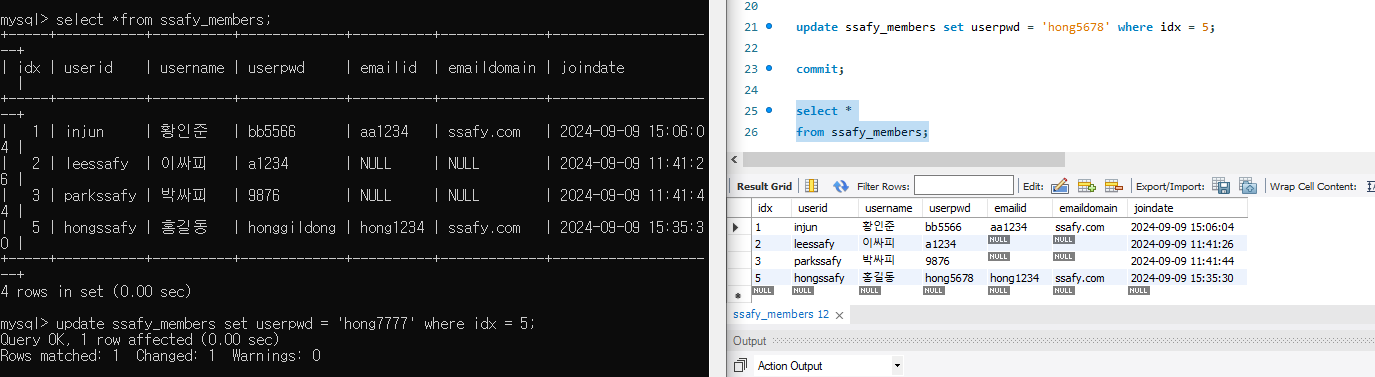 mysql> select *from ssafy_members;
+-----+-----------+----------+-------------+----------+-------------+---------------------
--+
| idx | userid    | username | userpwd     | emailid  | emaildomain | joindate
  |
+-----+-----------+----------+-------------+----------+-------------+---------------------
--+
|   1 | injun     | 황인준   | bb5566      | aa1234   | ssafy.com   | 2024-09-09 15:06:0
4 |
|   2 | leessafy  | 이싸피   | a1234       | NULL     | NULL        | 2024-09-09 11:41:2
6 |
|   3 | parkssafy | 박싸피   | 9876        | NULL     | NULL        | 2024-09-09 11:41:4
4 |
|   5 | hongssafy | 홍길동   | honggildong | hong1234 | ssafy.com   | 2024-09-09 15:35:3
0 |
+-----+-----------+----------+-------------+----------+-------------+---------------------
--+
4 rows in set (0.00 sec)
mysql> update ssafy_members set userpwd = 'hong7777' where idx = 5;
Query OK, 1 row affected (0.00 sec)
Rows matched: 1  Changed: 1  Warnings: 0
20
21 update ssafy_members set userpwd = 'hong5678' where idx = 5;
22
23 commit;
24
25 select *
26 from ssafy_members;
Result Grid Filter Rows: Edit: Export/Import: Wrap Cell Content:
idx userid username userpwd emailid emaildomain joindate
1 injun 황인준 bb5566 aa1234 ssafy.com 2024-09-09 15:06:04
2 leessafy 이싸피 a1234 NULL NULL 2024-09-09 11:41:26
3 parkssafy 박싸피 9876 NULL NULL 2024-09-09 11:41:44
5 hongssafy 홍길동 hong5678 hong1234 ssafy.com 2024-09-09 15:35:30
NULL NULL NULL NULL NULL NULL NULL
ssafy_members 12
Output
Action Output